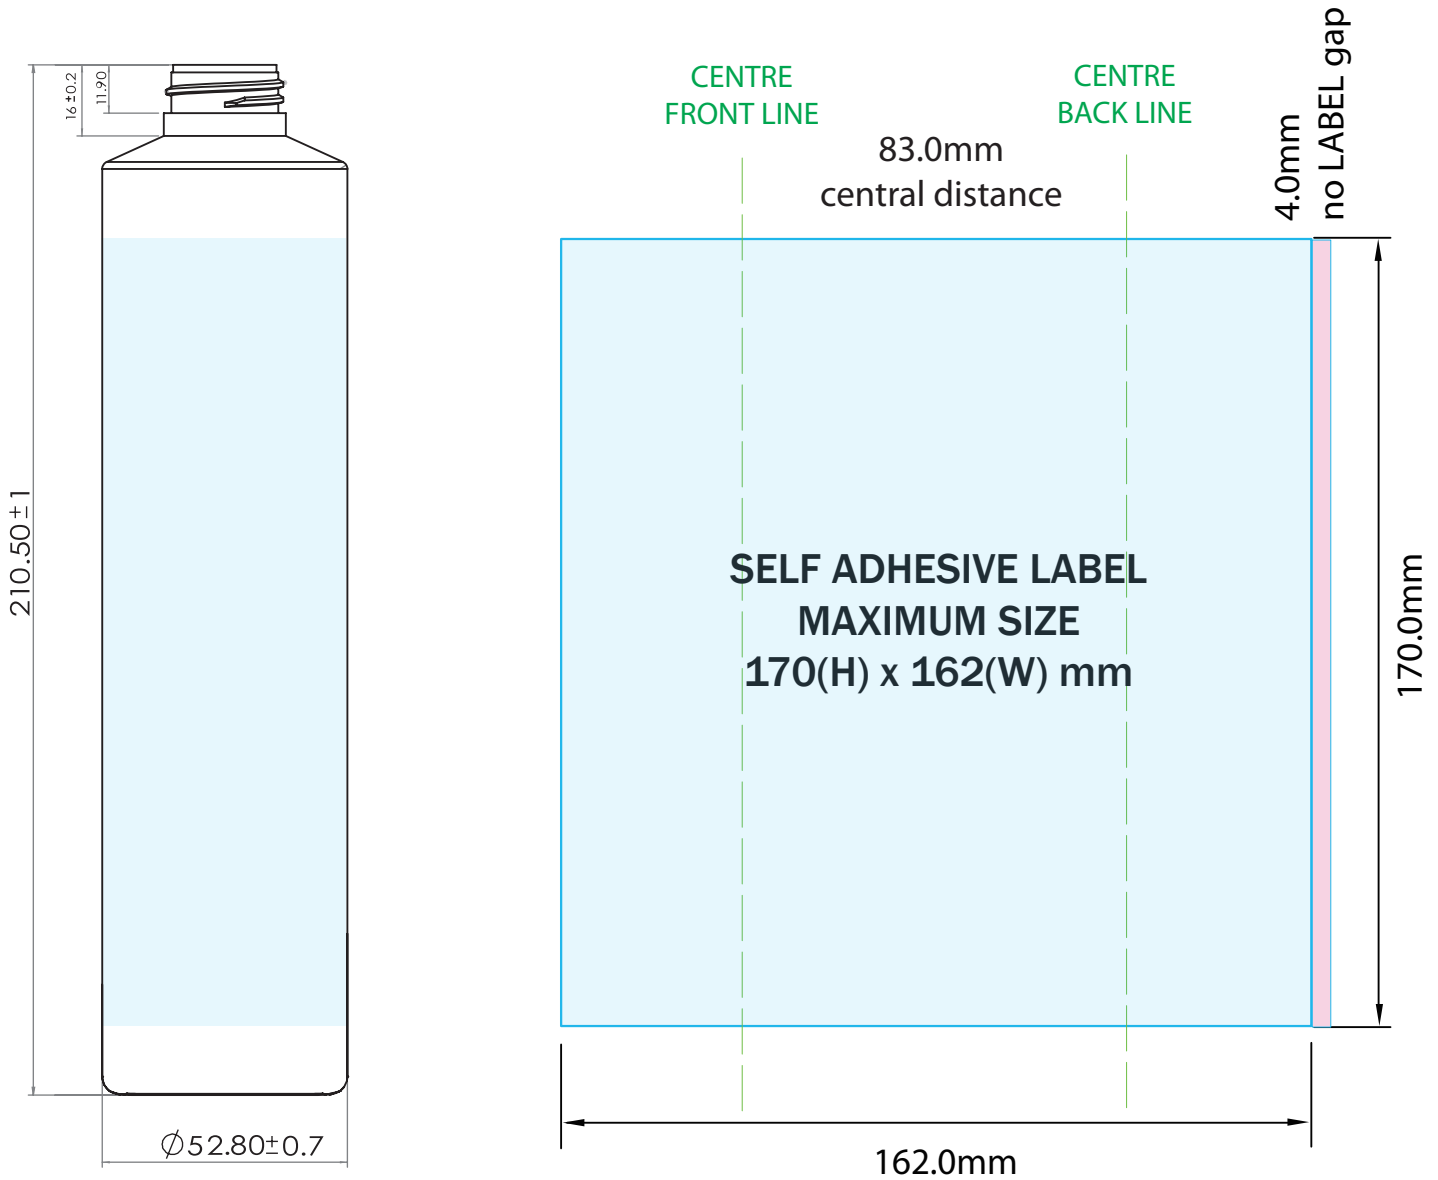 16±0.2
11.90
210.50±1
∅52.80±0.7
CENTRE
FRONT LINE
CENTRE
BACK LINE
83.0mm
central distance
4.0mm
no LABEL gap
SELF ADHESIVE LABEL
MAXIMUM SIZE
170(H) x 162(W) mm
170.0mm
162.0mm